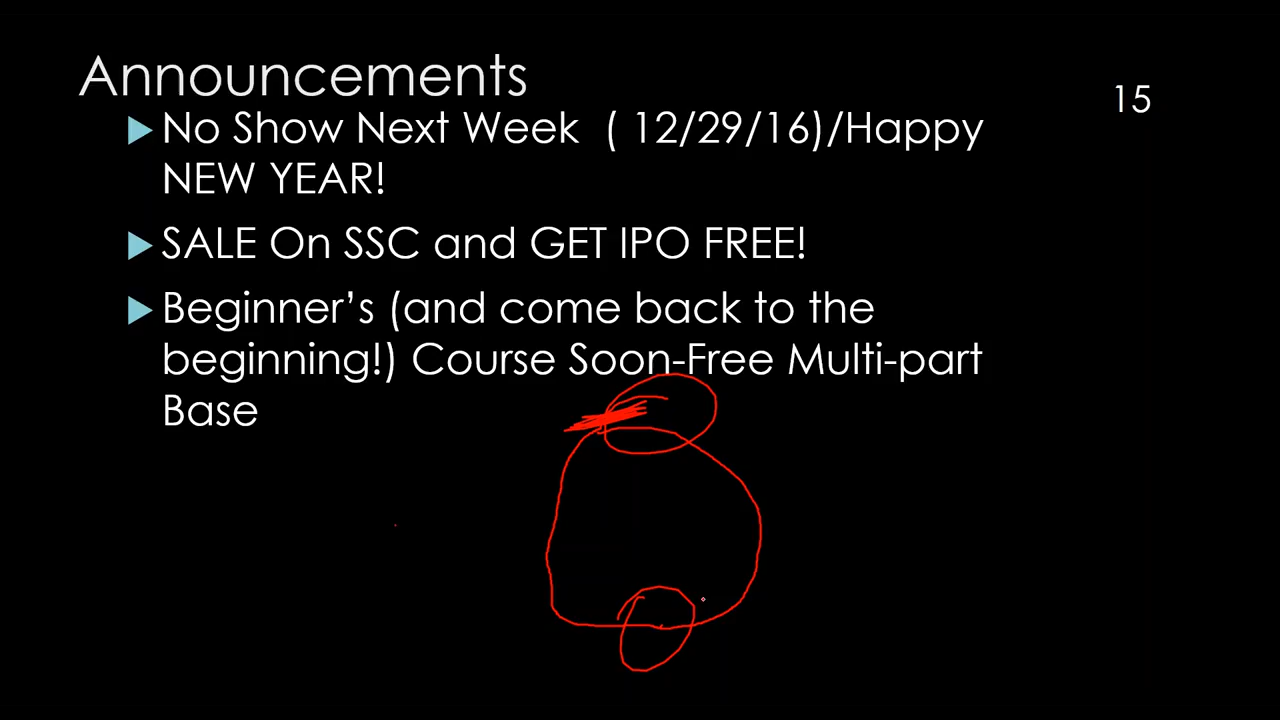 Announcements
15
No Show Next Week ( 12/29/16)/Happy
NEW YEAR!
SALE On SSC and GET IPO FREE!
Beginner’s (and come back to the
beginning!) Course Soon-Free Multi-part
Base